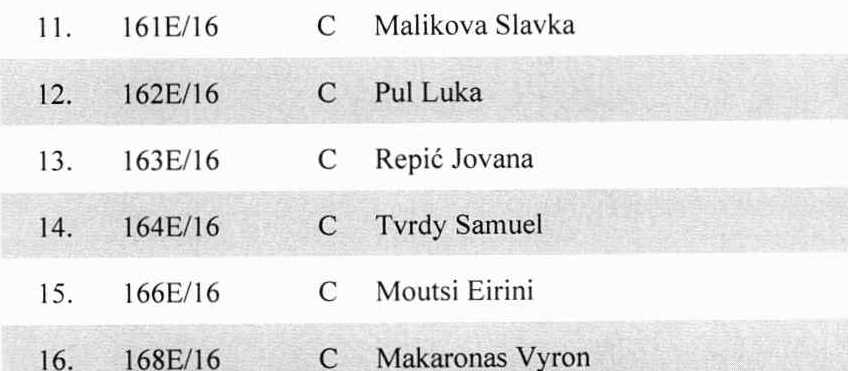 11. 161E/16 C Malikova Slavka
12. 162E/16 C Pul Luka
13. 163E/16 C Repić Jovana
14. 164E/16 C Tvrdy Samuel
15. 166E/16 C Moutsi Eirini
16. 168E/16 C Makaronas Vyron